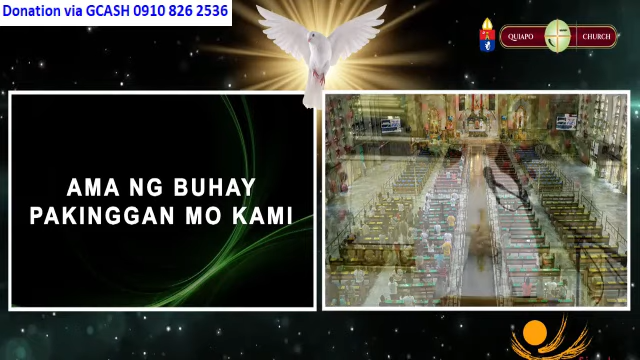 Donation via GCASH 0910 826 2536
QUIAPO CHURCH
AMA NG BUHAY
PAKINGGAN MO KAMI